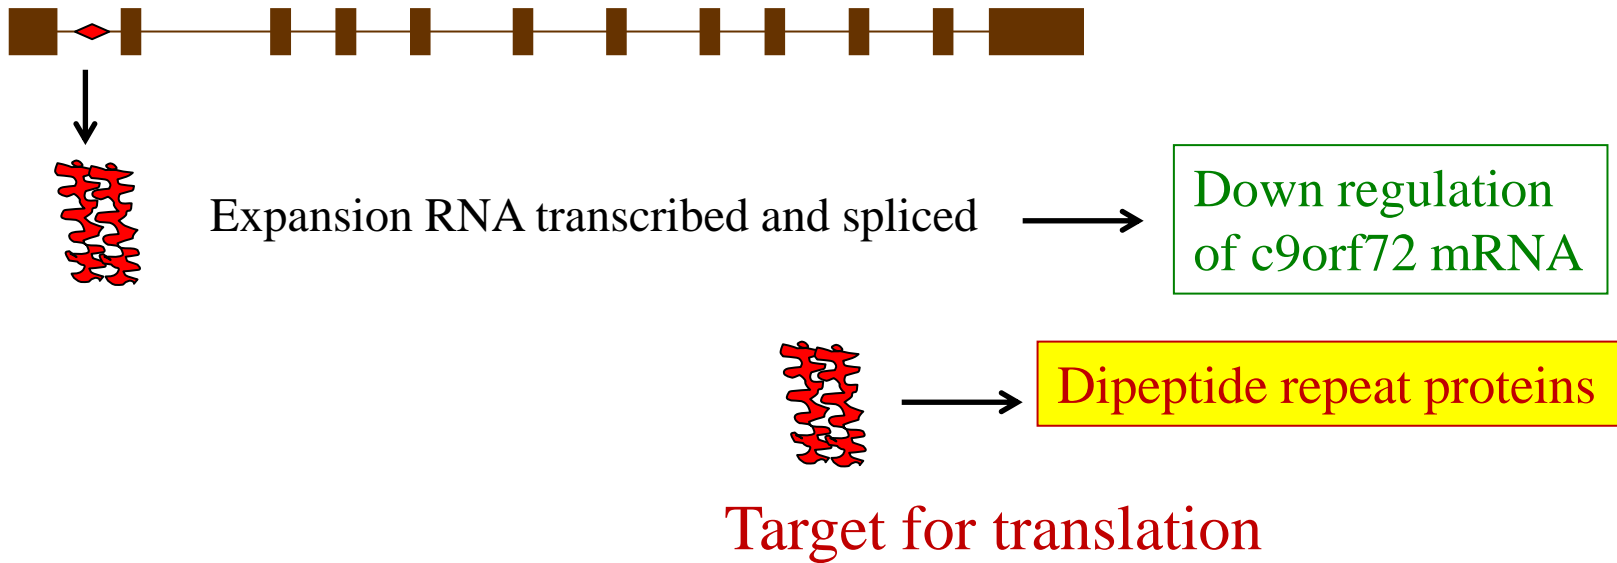 Expansion RNA transcribed and spliced
Down regulation
of c9orf72 mRNA
Dipeptide repeat proteins
Target for translation